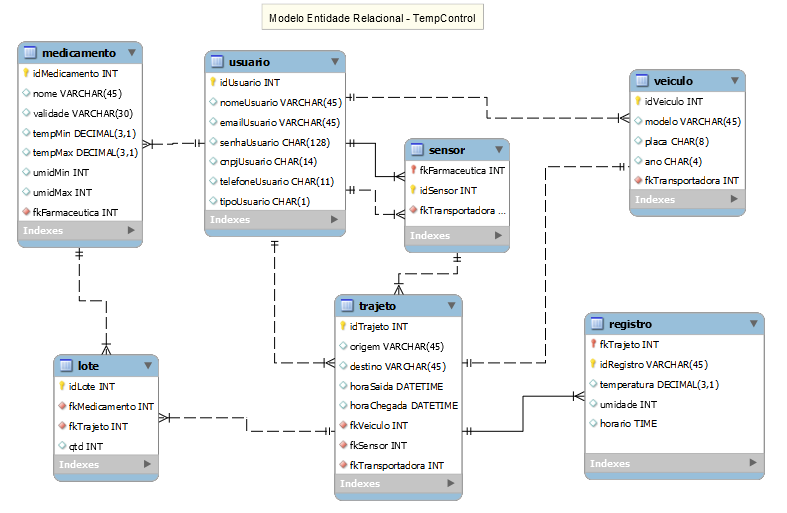 Modelo Entidade Relacional - TempControl
medicamento
idMedicamento INT
nome VARCHAR(45)
validade VARCHAR(30)
tempMin DECIMAL(3,1)
tempMax DECIMAL(3,1)
umidMin INT
umidMax INT
fkFarmaceutica INT
Indexes
usuario
idUsuario INT
nomeUsuario VARCHAR(45)
emailUsuario VARCHAR(45)
senhaUsuario CHAR(128)
cnpjUsuario CHAR(14)
telefoneUsuario CHAR(11)
tipoUsuario CHAR(1)
Indexes
sensor
fkFarmaceutica INT
idSensor INT
fkTransportadora ...
Indexes
veiculo
idVeiculo INT
modelo VARCHAR(45)
placa CHAR(8)
ano CHAR(4)
fkTransportadora INT
Indexes
lote
idLote INT
fkMedicamento INT
fkTrajeto INT
qtd INT
Indexes
trajeto
idTrajeto INT
origem VARCHAR(45)
destino VARCHAR(45)
horaSaida DATETIME
horaChegada DATETIME
fkVeiculo INT
fkSensor INT
fkTransportadora INT
Indexes
registro
fkTrajeto INT
idRegistro VARCHAR(45)
temperatura DECIMAL(3,1)
umidade INT
horario TIME
Indexes